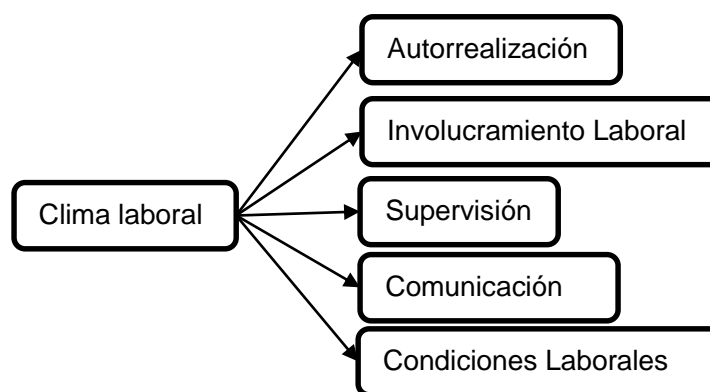 Autorrealización
Involucramiento Laboral
Clima laboral
Supervisión
Comunicación
Condiciones Laborales